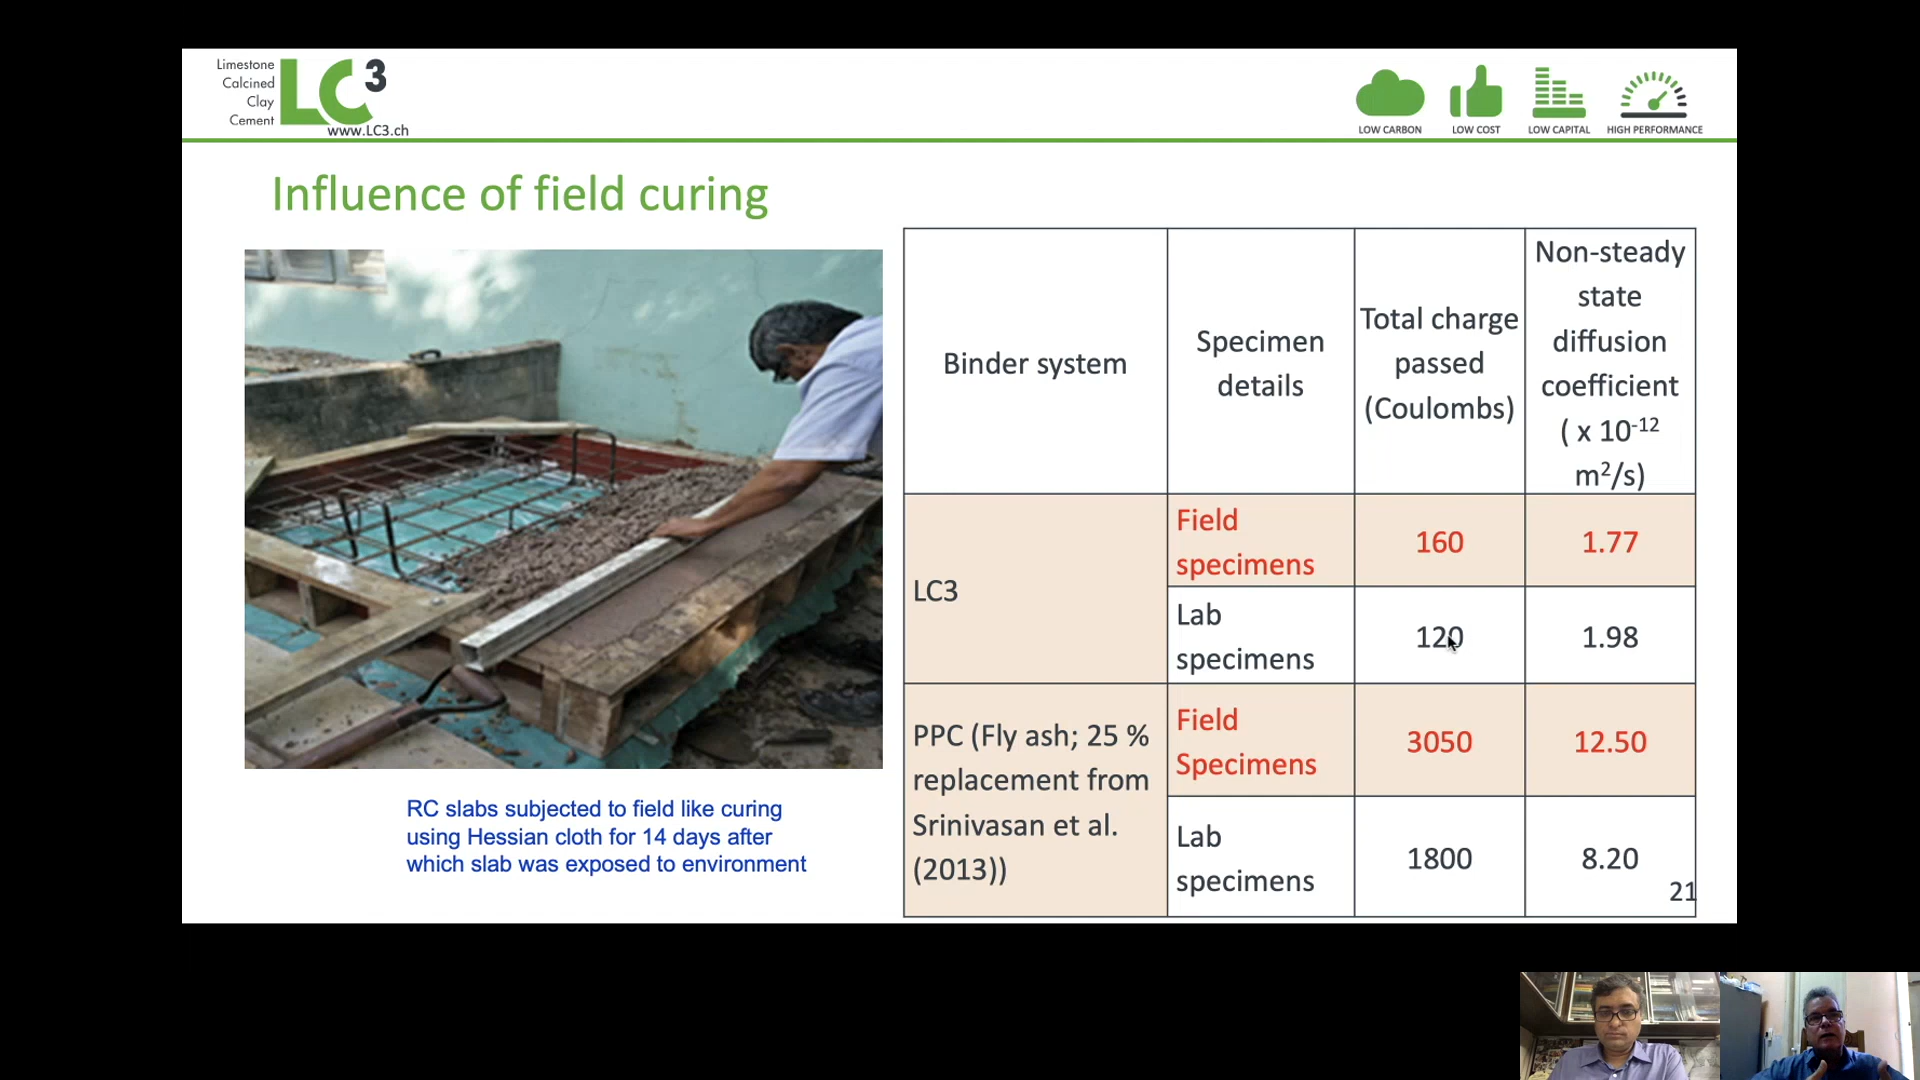 Limestone
Calcined
Clay
Cement
LC3
www.LC3.ch
LOW CARBON
LOW COST
LOW CAPITAL
HIGH PERFORMANCE
Influence of field curing
Binder system
Specimen
details
Total charge
passed
(Coulombs)
Non-steady
state
diffusion
coefficient
( x 10-12
m2/s)
LC3
Field
specimens
160
1.77
Lab
specimens
120
1.98
PPC (Fly ash; 25 %
replacement from
Srinivasan et al.
(2013))
Field
Specimens
3050
12.50
Lab
specimens
1800
8.20
RC slabs subjected to field like curing
using Hessian cloth for 14 days after
which slab was exposed to environment
21